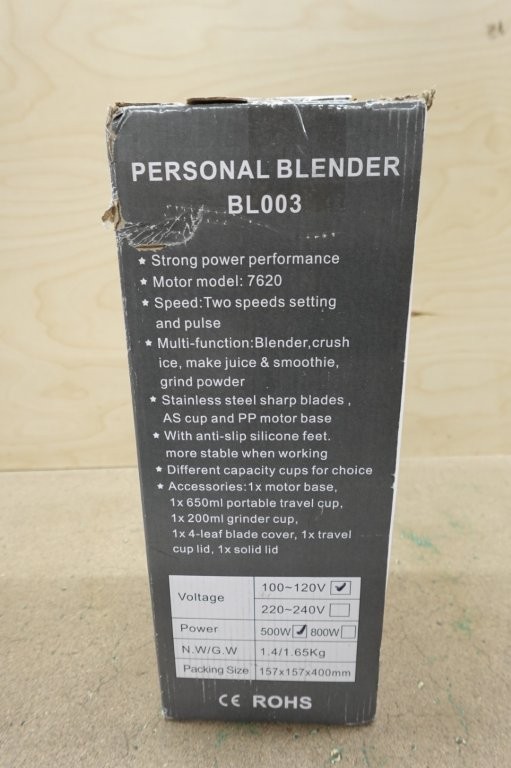 PERSONAL BLENDER
BL003
★ Strong power performance
★ Motor model: 7620
★ Speed:Two speeds setting
and pulse
★ Multi-function:Blender,crush
ice, make juice & smoothie,
grind powder
★ Stainless steel sharp blades ,
AS cup and PP motor base
★ With anti-slip silicone feet.
more stable when working
★ Different capacity cups for choice
★ Accessories:1x motor base,
1x 650ml portable travel cup,
1x 200ml grinder cup,
1x 4-leaf blade cover, 1x travel
cup lid, 1x solid lid
Voltage 100~120V ☑
220~240V ☐
Power 500W ☑ 800W ☐
N.W/G.W 1.4/1.65Kg
Packing Size 157x157x400mm
CE ROHS